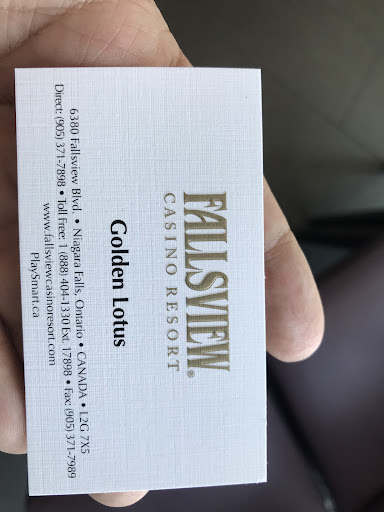 FALLSVIEW®
CASINO RESORT
Golden Lotus
6380 Fallsview Blvd. • Niagara Falls, Ontario • CANADA • L2G 7X5
Direct: (905) 371-7898 • Toll Free: 1 (888) 404-1330 Ext. 17898 • Fax: (905) 371-7989
www.fallsviewcasinoresort.com
PlaySmart.ca